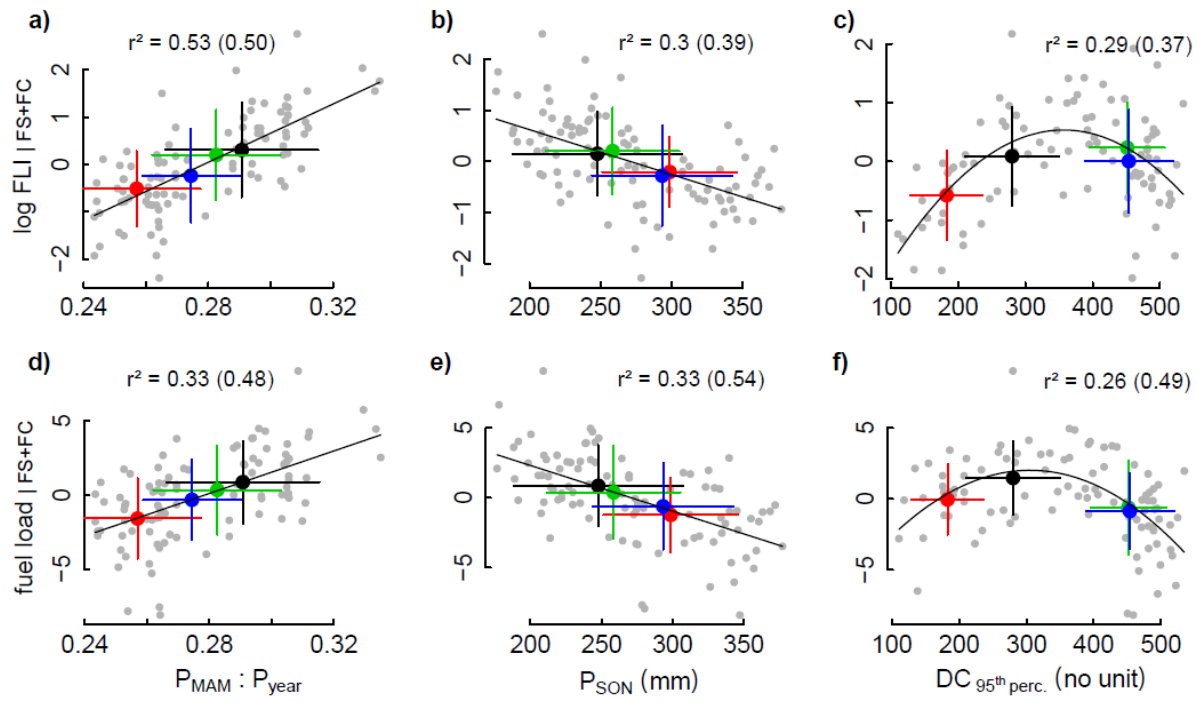 a)
r² = 0.53 (0.50)
b)
r² = 0.3 (0.39)
c)
r² = 0.29 (0.37)
log FLI | FS+FC
2
0
−2
0.24
0.28
0.32
2
1
0
−1
−2
200
250
300
350
2
1
0
−1
−2
100
200
300
400
500
d)
r² = 0.33 (0.48)
e)
r² = 0.33 (0.54)
f)
r² = 0.26 (0.49)
fuel load | FS+FC
5
0
−5
0.24
0.28
0.32
5
0
−5
200
250
300
350
5
0
−5
100
200
300
400
500
P MAM : P year
P SON (mm)
DC 95th perc. (no unit)